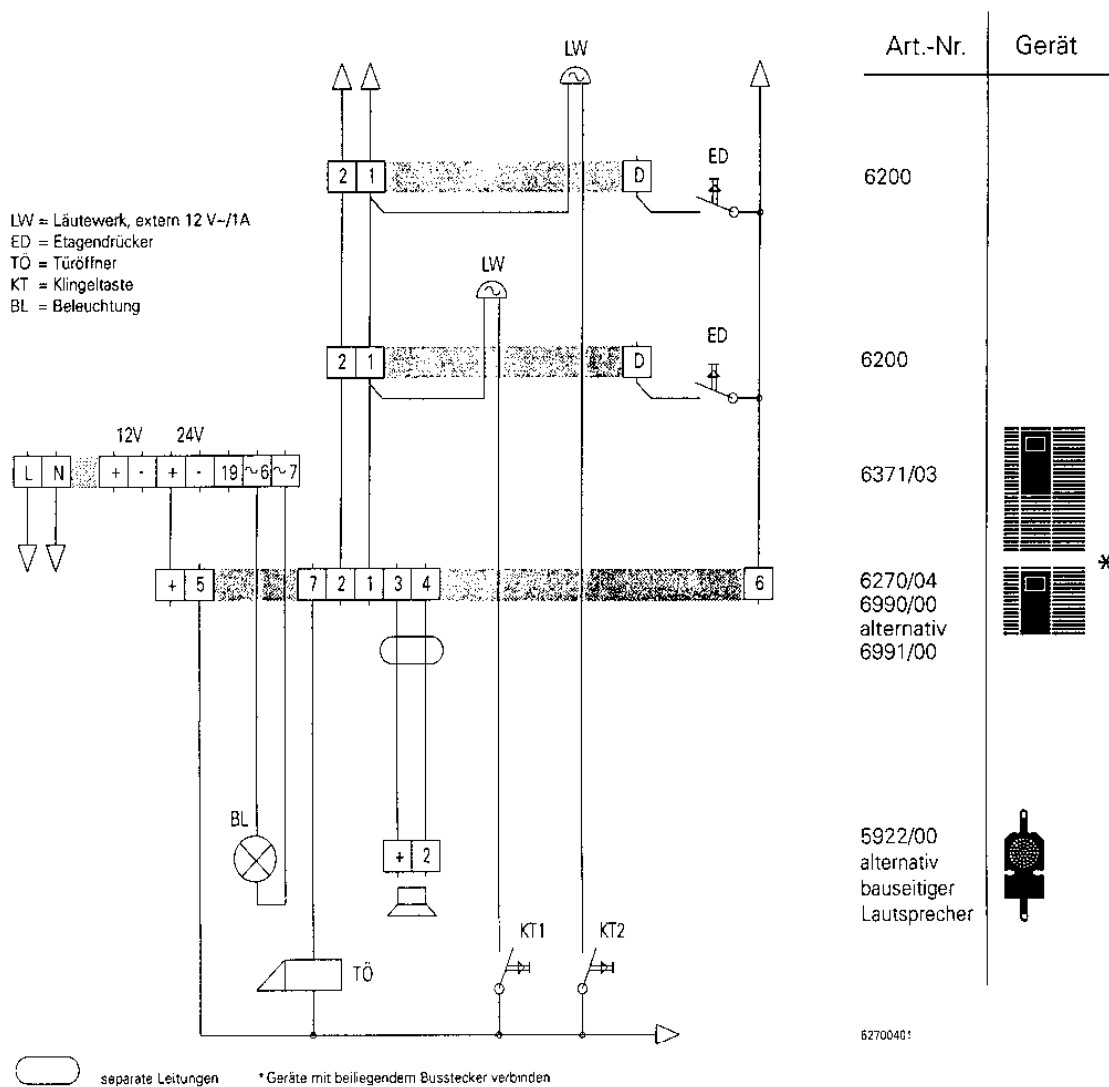 Art.-Nr. Gerät
LW
2 1 D ED
6200
LW = Läutewerk, extern 12 V~/1A
ED = Etagendrücker
TÖ = Türöffner
KT = Klingeltaste
BL = Beleuchtung
LW
ED
2 1 D
6200
12V 24V
L N + - + - 19 ~6 ~7
6371/03
+ 5 7 2 1 3 4 6
*
6270/04
6990/00
alternativ
6991/00
BL
+ 2
5922/00
alternativ
bauseitiger
Lautsprecher
KT1 KT2
TÖ
62700401
separate Leitungen * Geräte mit beiliegendem Busstecker verbinden